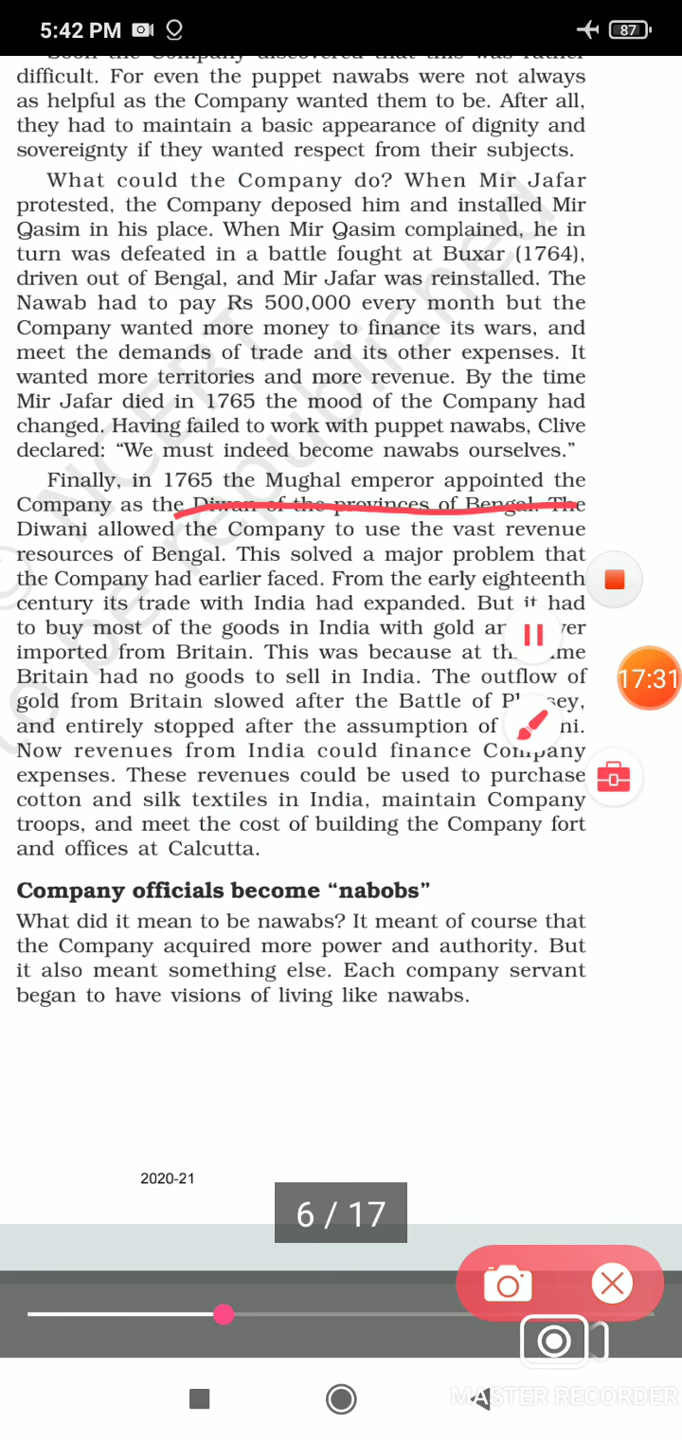 5:42 PM
87
difficult. For even the puppet nawabs were not always
as helpful as the Company wanted them to be. After all,
they had to maintain a basic appearance of dignity and
sovereignty if they wanted respect from their subjects.
What could the Company do? When Mir Jafar
protested, the Company deposed him and installed Mir
Qasim in his place. When Mir Qasim complained, he in
turn was defeated in a battle fought at Buxar (1764),
driven out of Bengal, and Mir Jafar was reinstalled. The
Nawab had to pay Rs 500,000 every month but the
Company wanted more money to finance its wars, and
meet the demands of trade and its other expenses. It
wanted more territories and more revenue. By the time
Mir Jafar died in 1765 the mood of the Company had
changed. Having failed to work with puppet nawabs, Clive
declared: “We must indeed become nawabs ourselves.”
Finally, in 1765 the Mughal emperor appointed the
Company as the Diwan of the provinces of Bengal. The
Diwani allowed the Company to use the vast revenue
resources of Bengal. This solved a major problem that
the Company had earlier faced. From the early eighteenth
century its trade with India had expanded. But it had
to buy most of the goods in India with gold
imported from Britain. This was because at
Britain had no goods to sell in India. The outflow of
17:31
gold from Britain slowed after the Battle of
and entirely stopped after the assumption of
Now revenues from India could finance Company
expenses. These revenues could be used to purchase
cotton and silk textiles in India, maintain Company
troops, and meet the cost of building the Company fort
and offices at Calcutta.
Company officials become “nabobs”
What did it mean to be nawabs? It meant of course that
the Company acquired more power and authority. But
it also meant something else. Each company servant
began to have visions of living like nawabs.
© NCERT
to be republished
2020-21
6 / 17
MASTER RECORDER